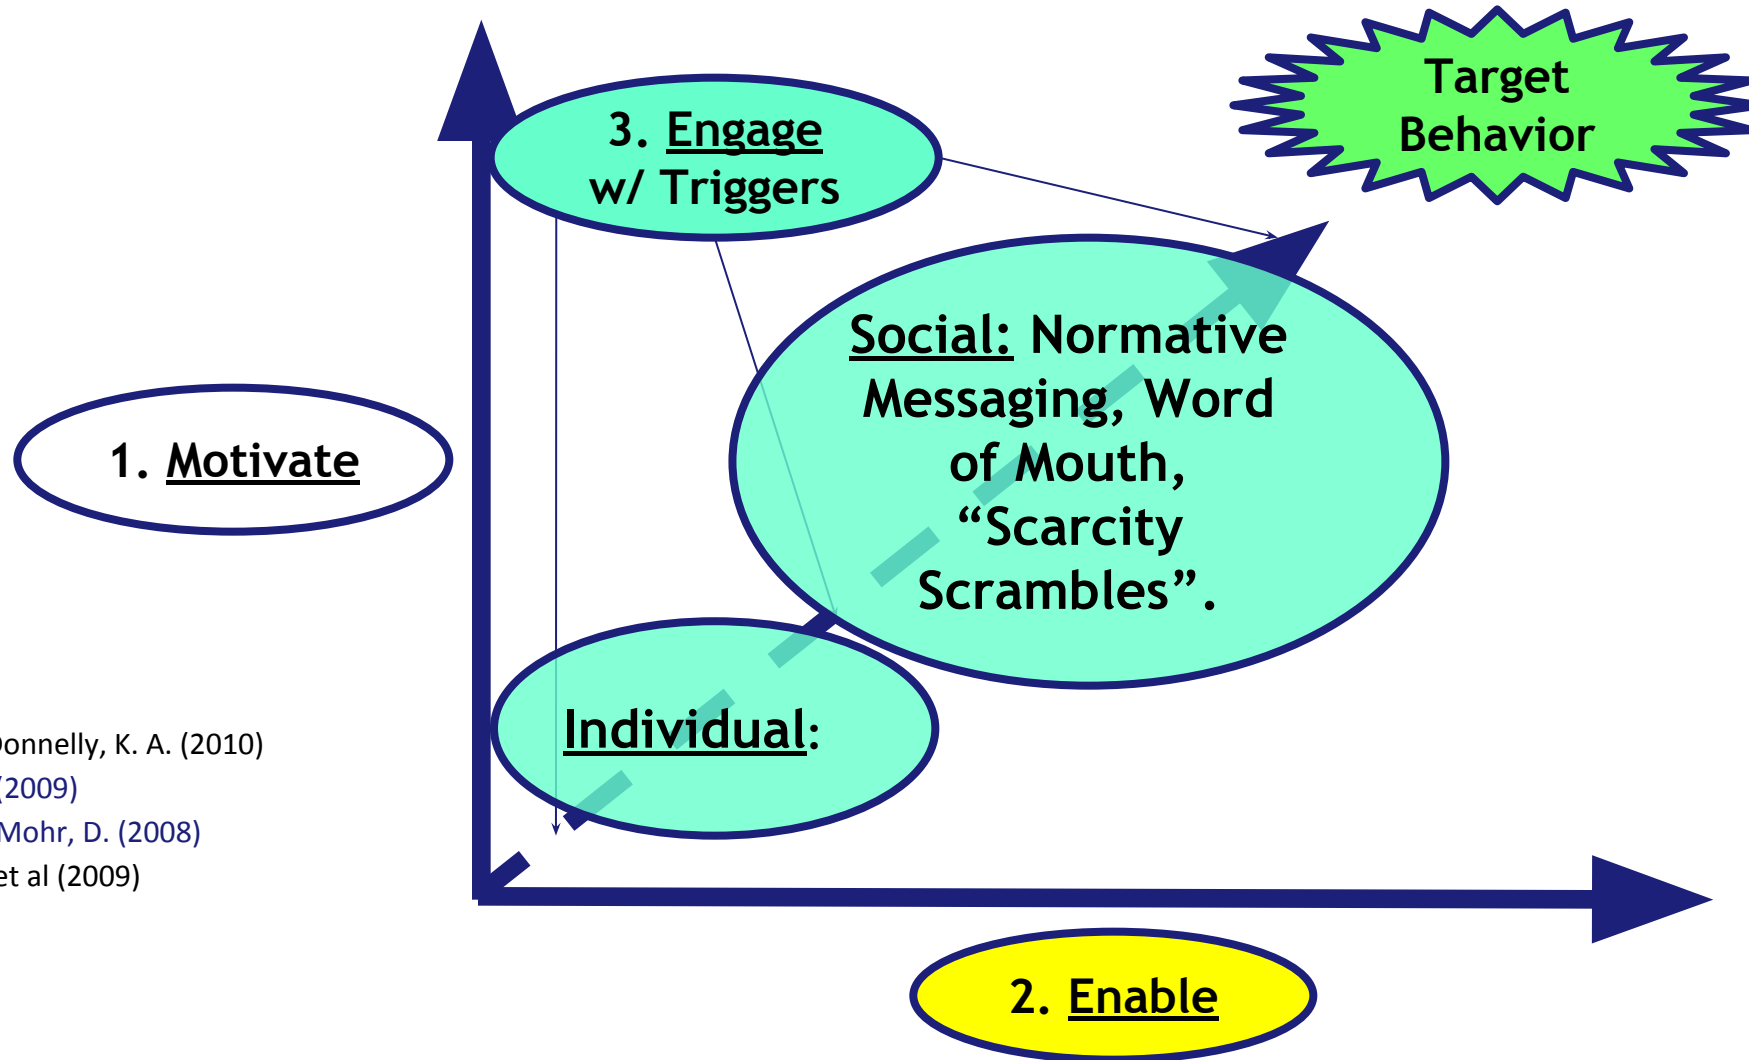 Target
Behavior
3. Engage
w/ Triggers
Social: Normative
Messaging, Word
of Mouth,
“Scarcity
Scrambles”.
1. Motivate
Individual:
Donnelly, K. A. (2010)
(2009)
Mohr, D. (2008)
et al (2009)
2. Enable